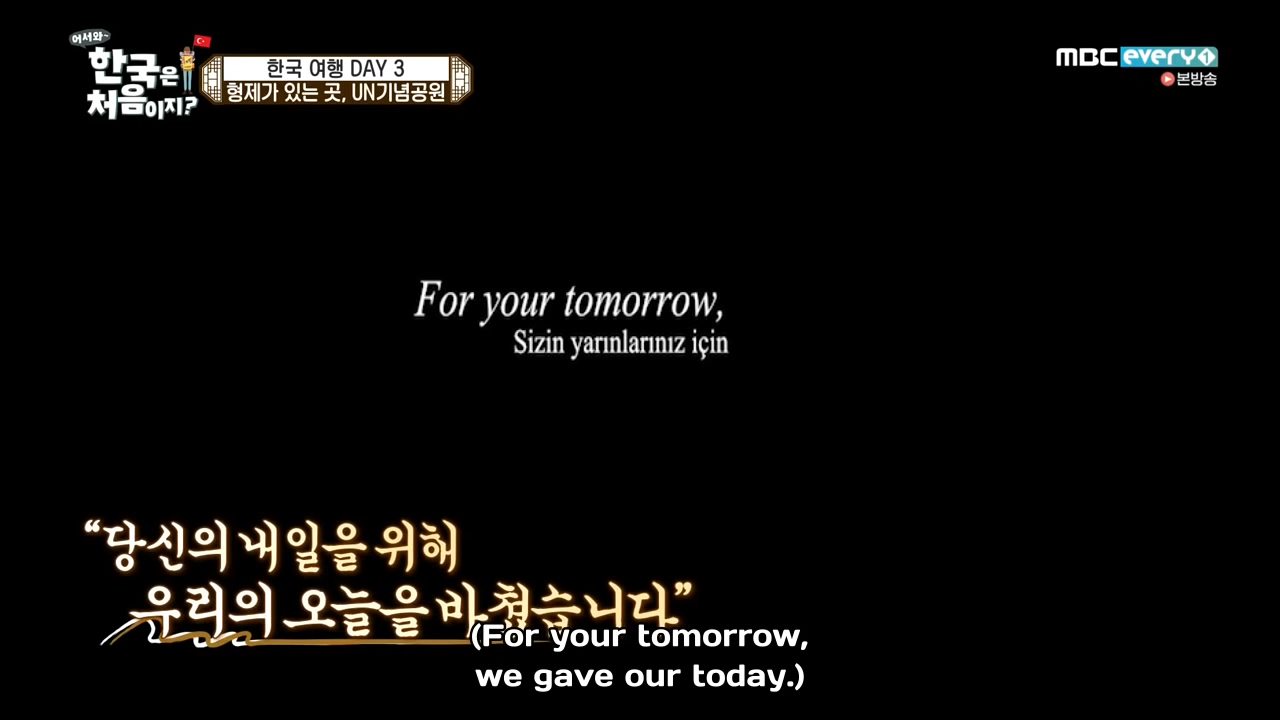 어서와~
한국은
처음이지?
한국 여행 DAY 3
형제가 있는 곳, UN기념공원
MBC every1
본방송
For your tomorrow,
Sizin yarınlarınız için
“당신의 내일을 위해
우리의 오늘을 바쳤습니다”
(For your tomorrow,
we gave our today.)